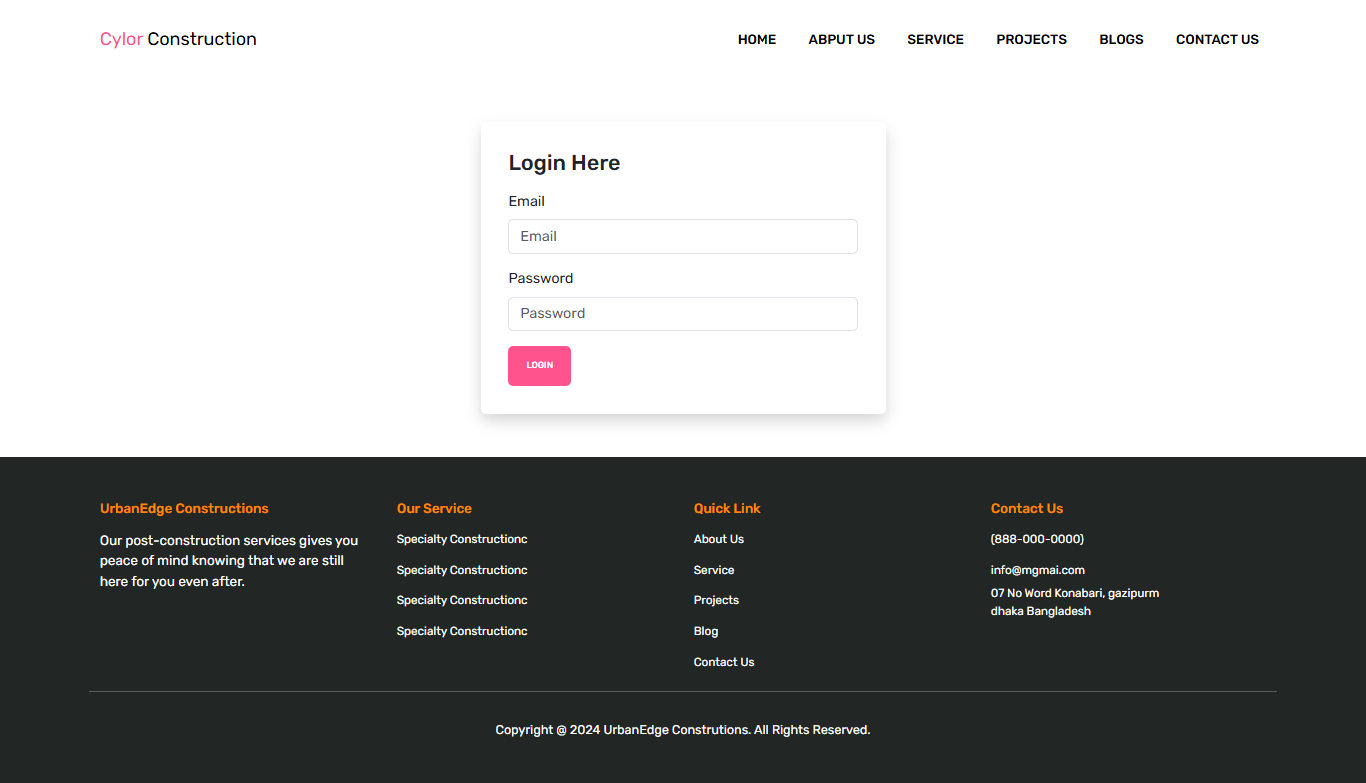 Cylor Construction
HOME ABPUT US SERVICE PROJECTS BLOGS CONTACT US
Login Here
Email
Email
Password
Password
LOGIN
UrbanEdge Constructions
Our post-construction services gives you
peace of mind knowing that we are still
here for you even after.
Our Service
Specialty Constructionc
Specialty Constructionc
Specialty Constructionc
Specialty Constructionc
Quick Link
About Us
Service
Projects
Blog
Contact Us
Contact Us
(888-000-0000)
info@mgmai.com
07 No Word Konabari, gazipurm
dhaka Bangladesh
Copyright @ 2024 UrbanEdge Construtions. All Rights Reserved.